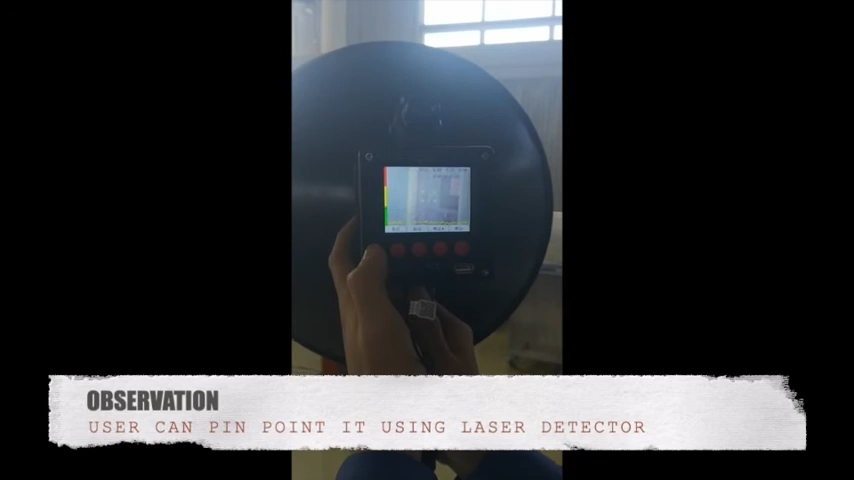 OBSERVATION
USER CAN PIN POINT IT USING LASER DETECTOR